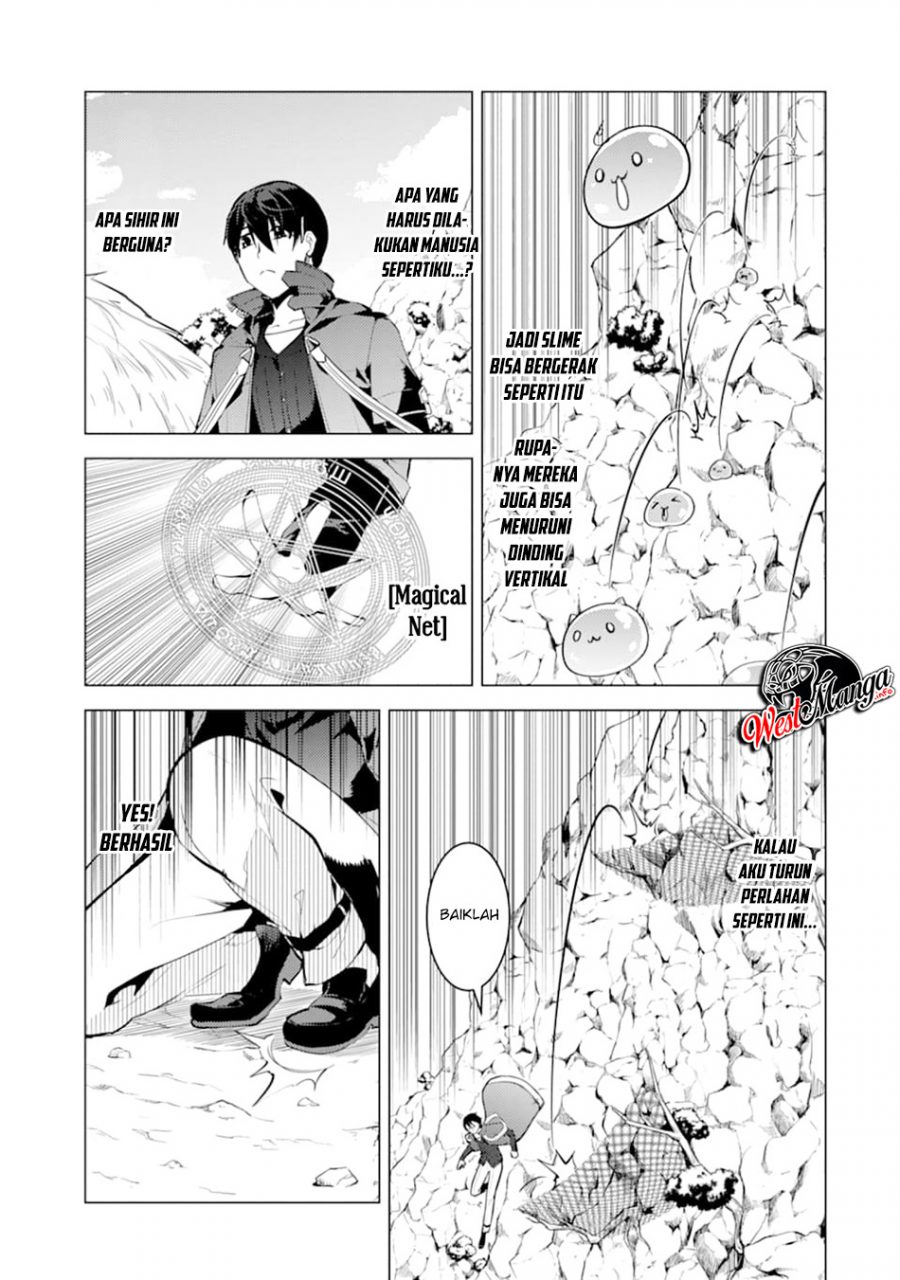 JADI SLIME
BISA BERGERAK
SEPERTI ITU
RUPA-
NYA MEREKA
JUGA BISA
MENURUNI
DINDING
VERTIKAL
APA YANG
HARUS DILA-
KUKAN MANUSIA
SEPERTIKU...?
APA SIHIR INI
BERGUNA?
[Magical
Net]
WestManga
.info
KALAU
AKU TURUN
PERLAHAN
SEPERTI INI...
BAIKLAH
YES!
BERHASIL